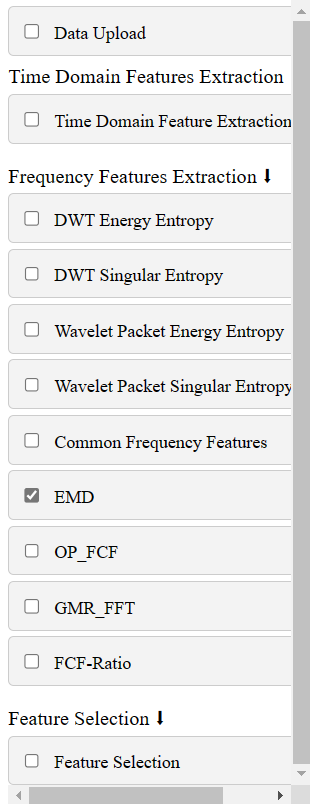 Data Upload
Time Domain Features Extraction
Time Domain Feature Extraction
Frequency Features Extraction ⬇
DWT Energy Entropy
DWT Singular Entropy
Wavelet Packet Energy Entropy
Wavelet Packet Singular Entropy
Common Frequency Features
EMD
OP_FCF
GMR_FFT
FCF-Ratio
Feature Selection ⬇
Feature Selection